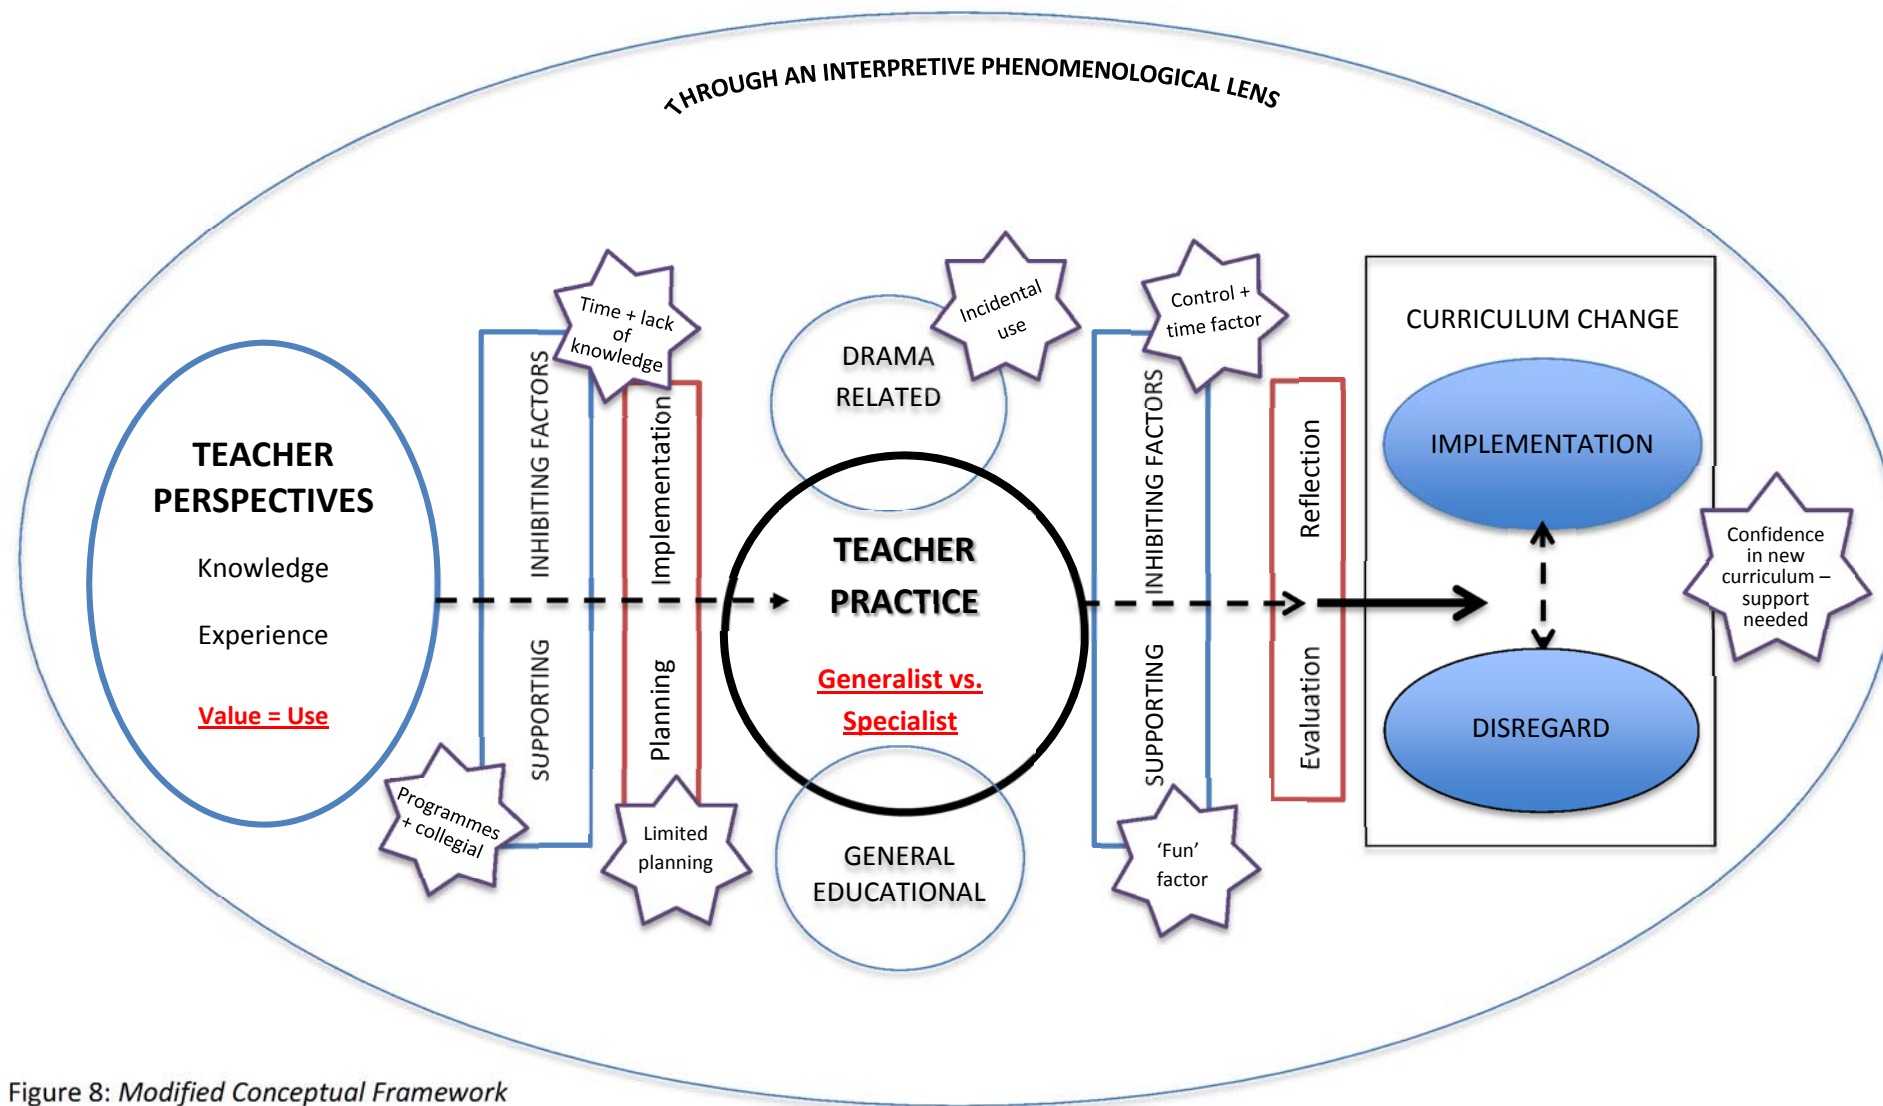 THROUGH AN INTERPRETIVE PHENOMENOLOGICAL LENS
TEACHER
PERSPECTIVES
Knowledge
Experience
Value = Use
Programmes
+ collegial
INHIBITING FACTORS
SUPPORTING
Time + lack
of
knowledge
Implementation
Planning
Limited
planning
DRAMA
RELATED
Incidental
use
TEACHER
PRACTICE
Generalist vs.
Specialist
GENERAL
EDUCATIONAL
Control +
time factor
INHIBITING FACTORS
SUPPORTING
‘Fun’
factor
Reflection
Evaluation
CURRICULUM CHANGE
IMPLEMENTATION
DISREGARD
Confidence
in new
curriculum –
support
needed
Figure 8: Modified Conceptual Framework